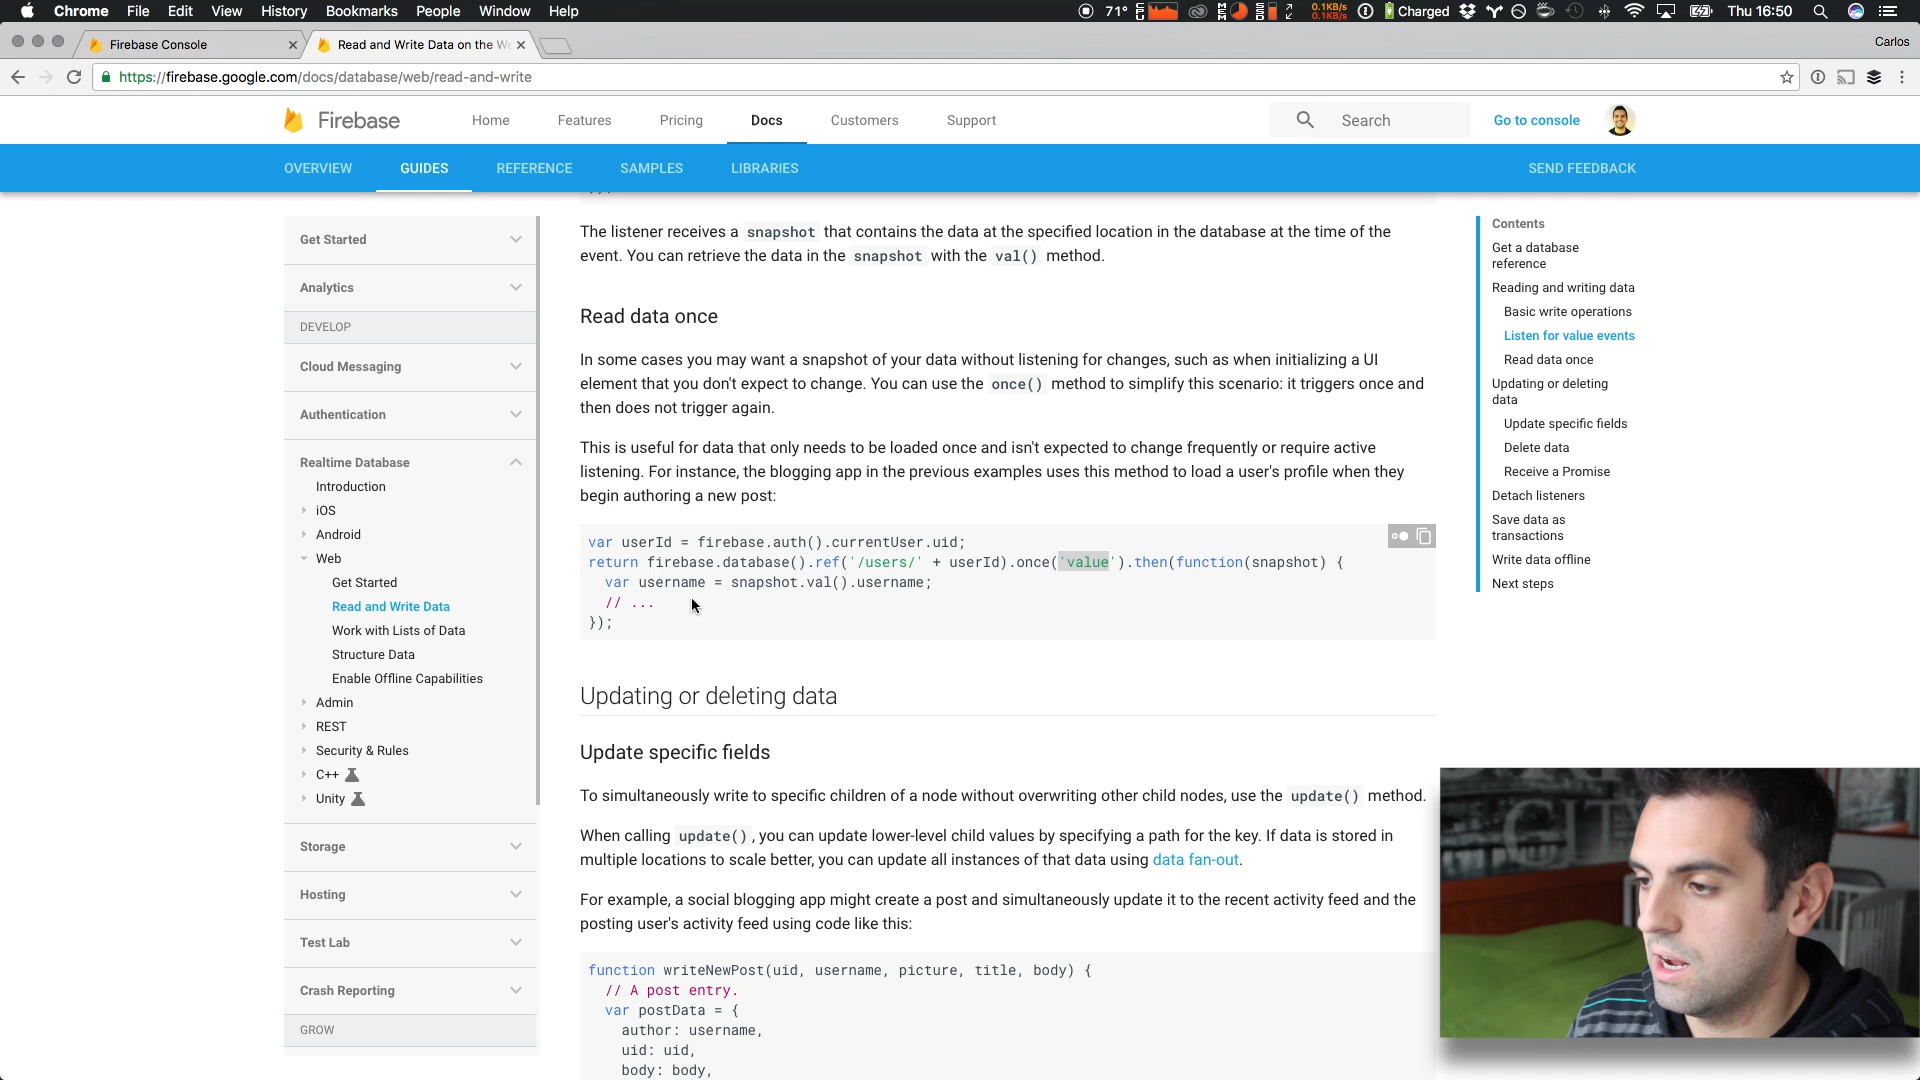 Chrome File Edit View History Bookmarks People Window Help
71° 0.1KB/s 0.1KB/s Charged Thu 16:50
Firebase Console
Read and Write Data on the We
Carlos
https://firebase.google.com/docs/database/web/read-and-write
Firebase Home Features Pricing Docs Customers Support Search Go to console
OVERVIEW GUIDES REFERENCE SAMPLES LIBRARIES SEND FEEDBACK
Get Started
Analytics
DEVELOP
Cloud Messaging
Authentication
Realtime Database
Introduction
iOS
Android
Web
Get Started
Read and Write Data
Work with Lists of Data
Structure Data
Enable Offline Capabilities
Admin
REST
Security & Rules
C++
Unity
Storage
Hosting
Test Lab
Crash Reporting
GROW
The listener receives a snapshot that contains the data at the specified location in the database at the time of the
event. You can retrieve the data in the snapshot with the val() method.
Read data once
In some cases you may want a snapshot of your data without listening for changes, such as when initializing a UI
element that you don't expect to change. You can use the once() method to simplify this scenario: it triggers once and
then does not trigger again.
This is useful for data that only needs to be loaded once and isn't expected to change frequently or require active
listening. For instance, the blogging app in the previous examples uses this method to load a user's profile when they
begin authoring a new post:
var userId = firebase.auth().currentUser.uid;
return firebase.database().ref('/users/' + userId).once('value').then(function(snapshot) {
var username = snapshot.val().username;
// ...
});
Updating or deleting data
Update specific fields
To simultaneously write to specific children of a node without overwriting other child nodes, use the update() method.
When calling update(), you can update lower-level child values by specifying a path for the key. If data is stored in
multiple locations to scale better, you can update all instances of that data using data fan-out.
For example, a social blogging app might create a post and simultaneously update it to the recent activity feed and the
posting user's activity feed using code like this:
function writeNewPost(uid, username, picture, title, body) {
// A post entry.
var postData = {
author: username,
uid: uid,
body: body,
Contents
Get a database
reference
Reading and writing data
Basic write operations
Listen for value events
Read data once
Updating or deleting
data
Update specific fields
Delete data
Receive a Promise
Detach listeners
Save data as
transactions
Write data offline
Next steps